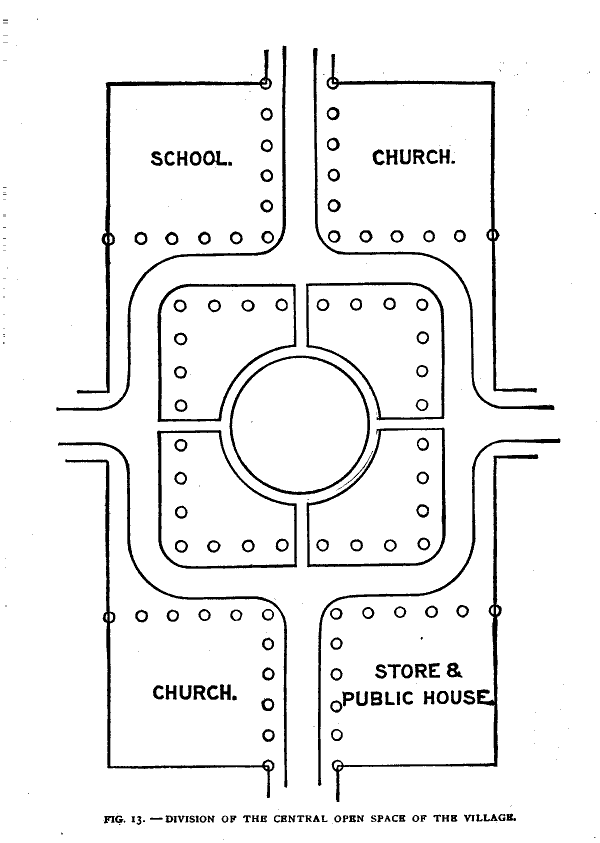 SCHOOL.
CHURCH.
CHURCH.
STORE &
PUBLIC HOUSE.
FIG. 13. — DIVISION OF THE CENTRAL OPEN SPACE OF THE VILLAGE.